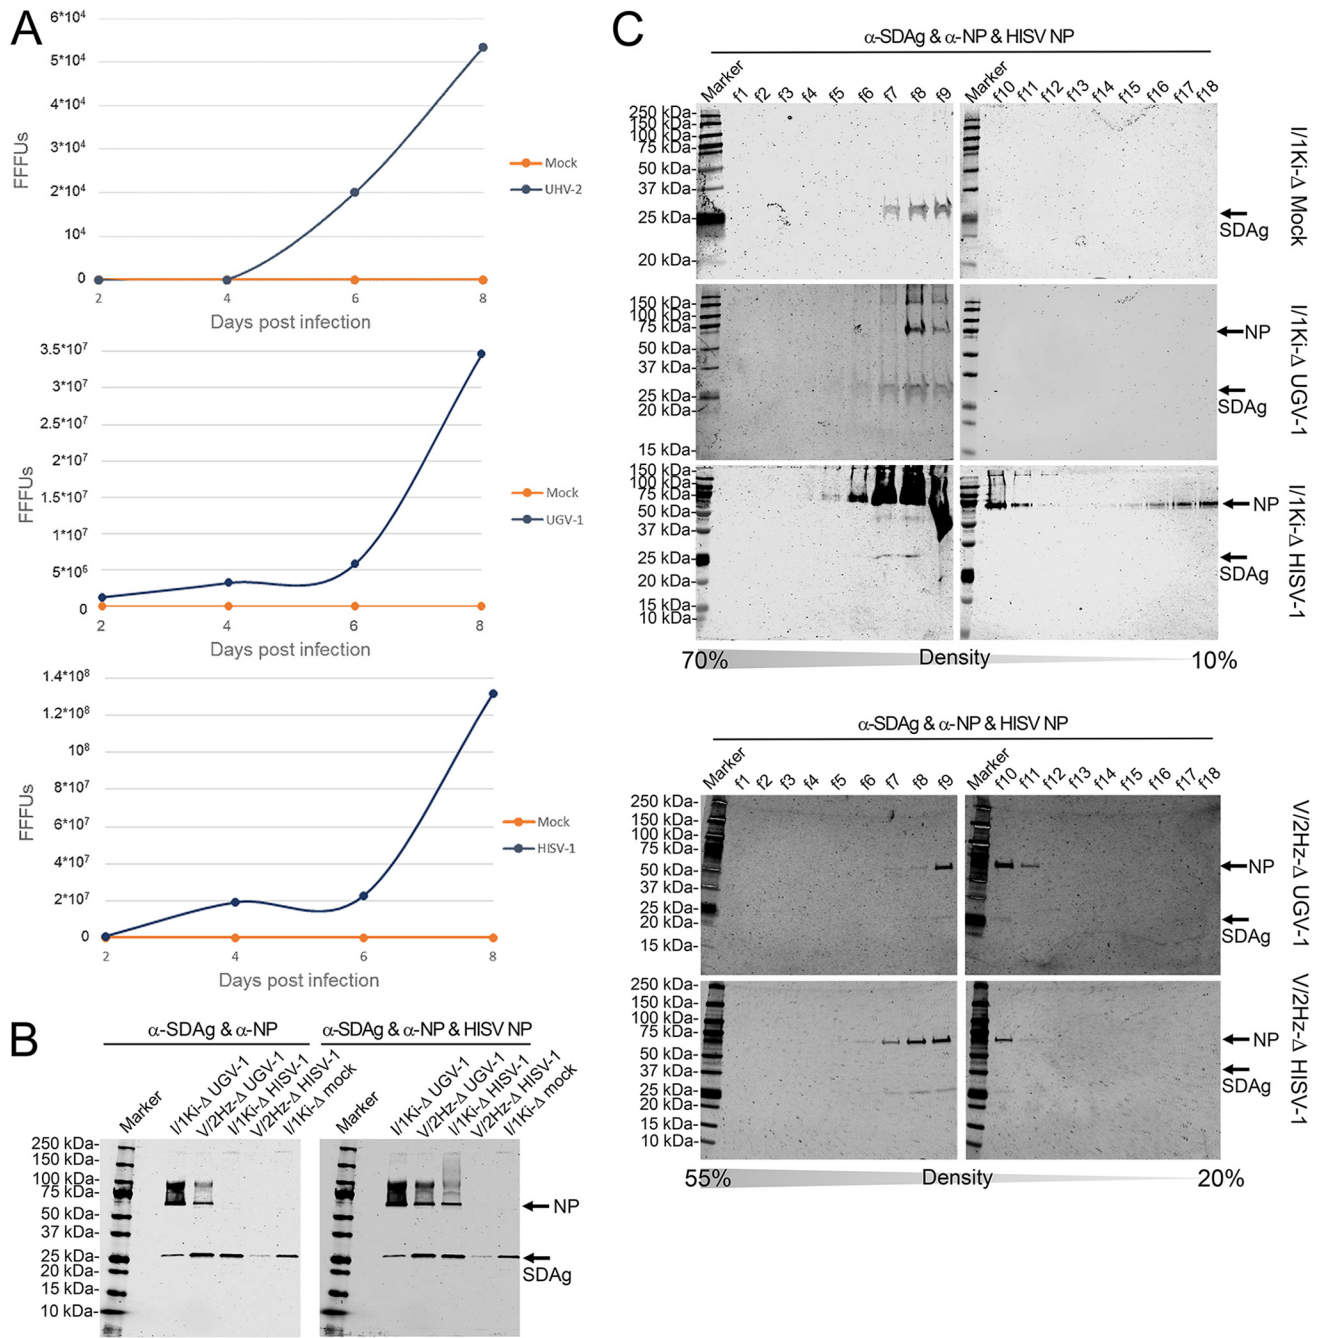 A
6*10⁴
5*10⁴
4*10⁴
3*10⁴
2*10⁴
10⁴
0
FFFUs
2 4 6 8
Days post infection
Mock
UHV-2
3.5*10⁷
3*10⁷
2.5*10⁷
2*10⁷
1.5*10⁷
10⁷
5*10⁶
0
FFFUs
2 4 6 8
Days post infection
Mock
UGV-1
1.4*10⁸
1.2*10⁸
10⁸
8*10⁷
6*10⁷
4*10⁷
2*10⁷
0
FFFUs
2 4 6 8
Days post infection
Mock
HISV-1
B
α-SDAg & α-NP
α-SDAg & α-NP & HISV NP
Marker
I/1Ki-Δ UGV-1
V/2Hz-Δ UGV-1
I/1Ki-Δ HISV-1
V/2Hz-Δ HISV-1
I/1Ki-Δ mock
Marker
I/1Ki-Δ UGV-1
V/2Hz-Δ UGV-1
I/1Ki-Δ HISV-1
V/2Hz-Δ HISV-1
I/1Ki-Δ mock
250 kDa-
150 kDa-
100 kDa-
75 kDa-
50 kDa-
37 kDa-
25 kDa-
20 kDa-
15 kDa-
10 kDa-
NP
SDAg
C
α-SDAg & α-NP & HISV NP
Marker f1 f2 f3 f4 f5 f6 f7 f8 f9 Marker f10 f11 f12 f13 f14 f15 f16 f17 f18
250 kDa-
150 kDa-
100 kDa-
75 kDa-
50 kDa-
37 kDa-
25 kDa-
20 kDa-
SDAg
I/1Ki-Δ Mock
150 kDa-
100 kDa-
75 kDa-
50 kDa-
37 kDa-
25 kDa-
20 kDa-
15 kDa-
NP
SDAg
I/1Ki-Δ UGV-1
150 kDa-
100 kDa-
75 kDa-
50 kDa-
37 kDa-
25 kDa-
20 kDa-
15 kDa-
10 kDa-
NP
SDAg
I/1Ki-Δ HISV-1
70% Density 10%
α-SDAg & α-NP & HISV NP
Marker f1 f2 f3 f4 f5 f6 f7 f8 f9 Marker f10 f11 f12 f13 f14 f15 f16 f17 f18
250 kDa-
150 kDa-
100 kDa-
75 kDa-
50 kDa-
37 kDa-
25 kDa-
20 kDa-
15 kDa-
NP
SDAg
V/2Hz-Δ UGV-1
250 kDa-
150 kDa-
100 kDa-
75 kDa-
50 kDa-
37 kDa-
25 kDa-
20 kDa-
15 kDa-
10 kDa-
NP
SDAg
V/2Hz-Δ HISV-1
55% Density 20%